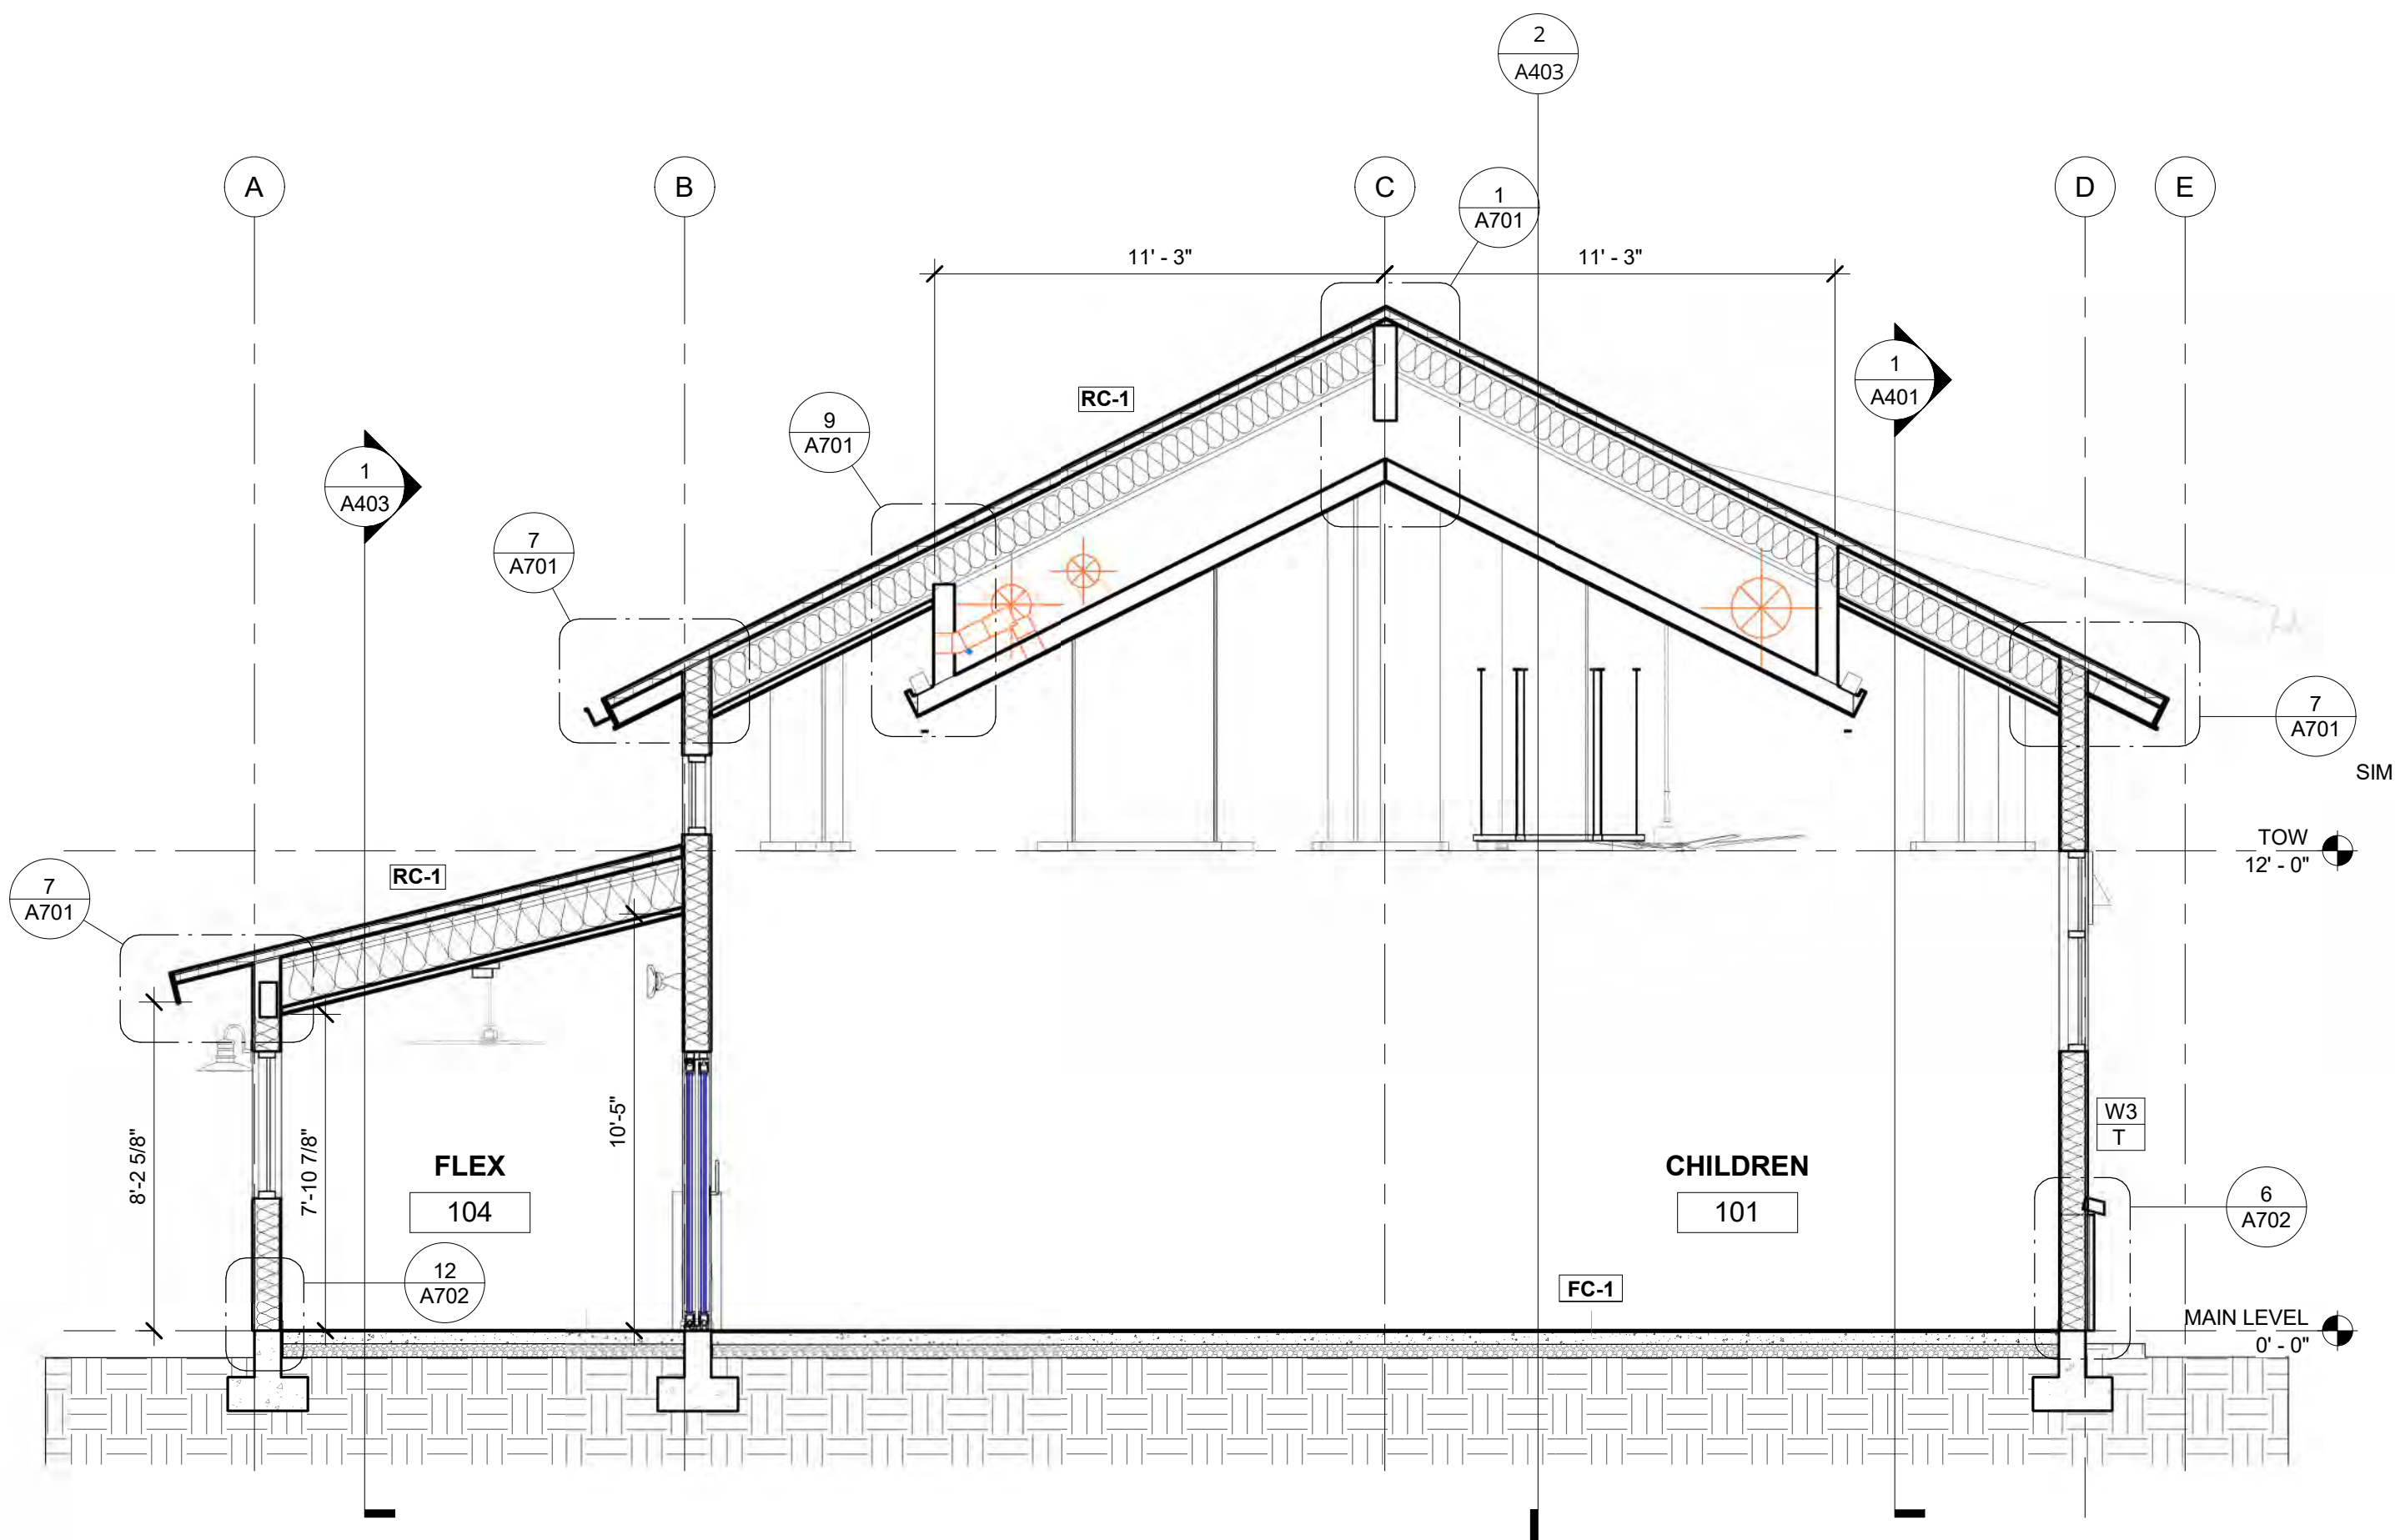 2
A403
A
B
C
D
E
1
A701
11' - 3"
11' - 3"
1
A401
RC-1
9
A701
1
A403
7
A701
7
A701
SIM
TOW
12' - 0"
RC-1
7
A701
10'-5"
W3
T
8'-2 5/8"
7'-10 7/8"
FLEX
104
CHILDREN
101
6
A702
12
A702
FC-1
MAIN LEVEL
0' - 0"